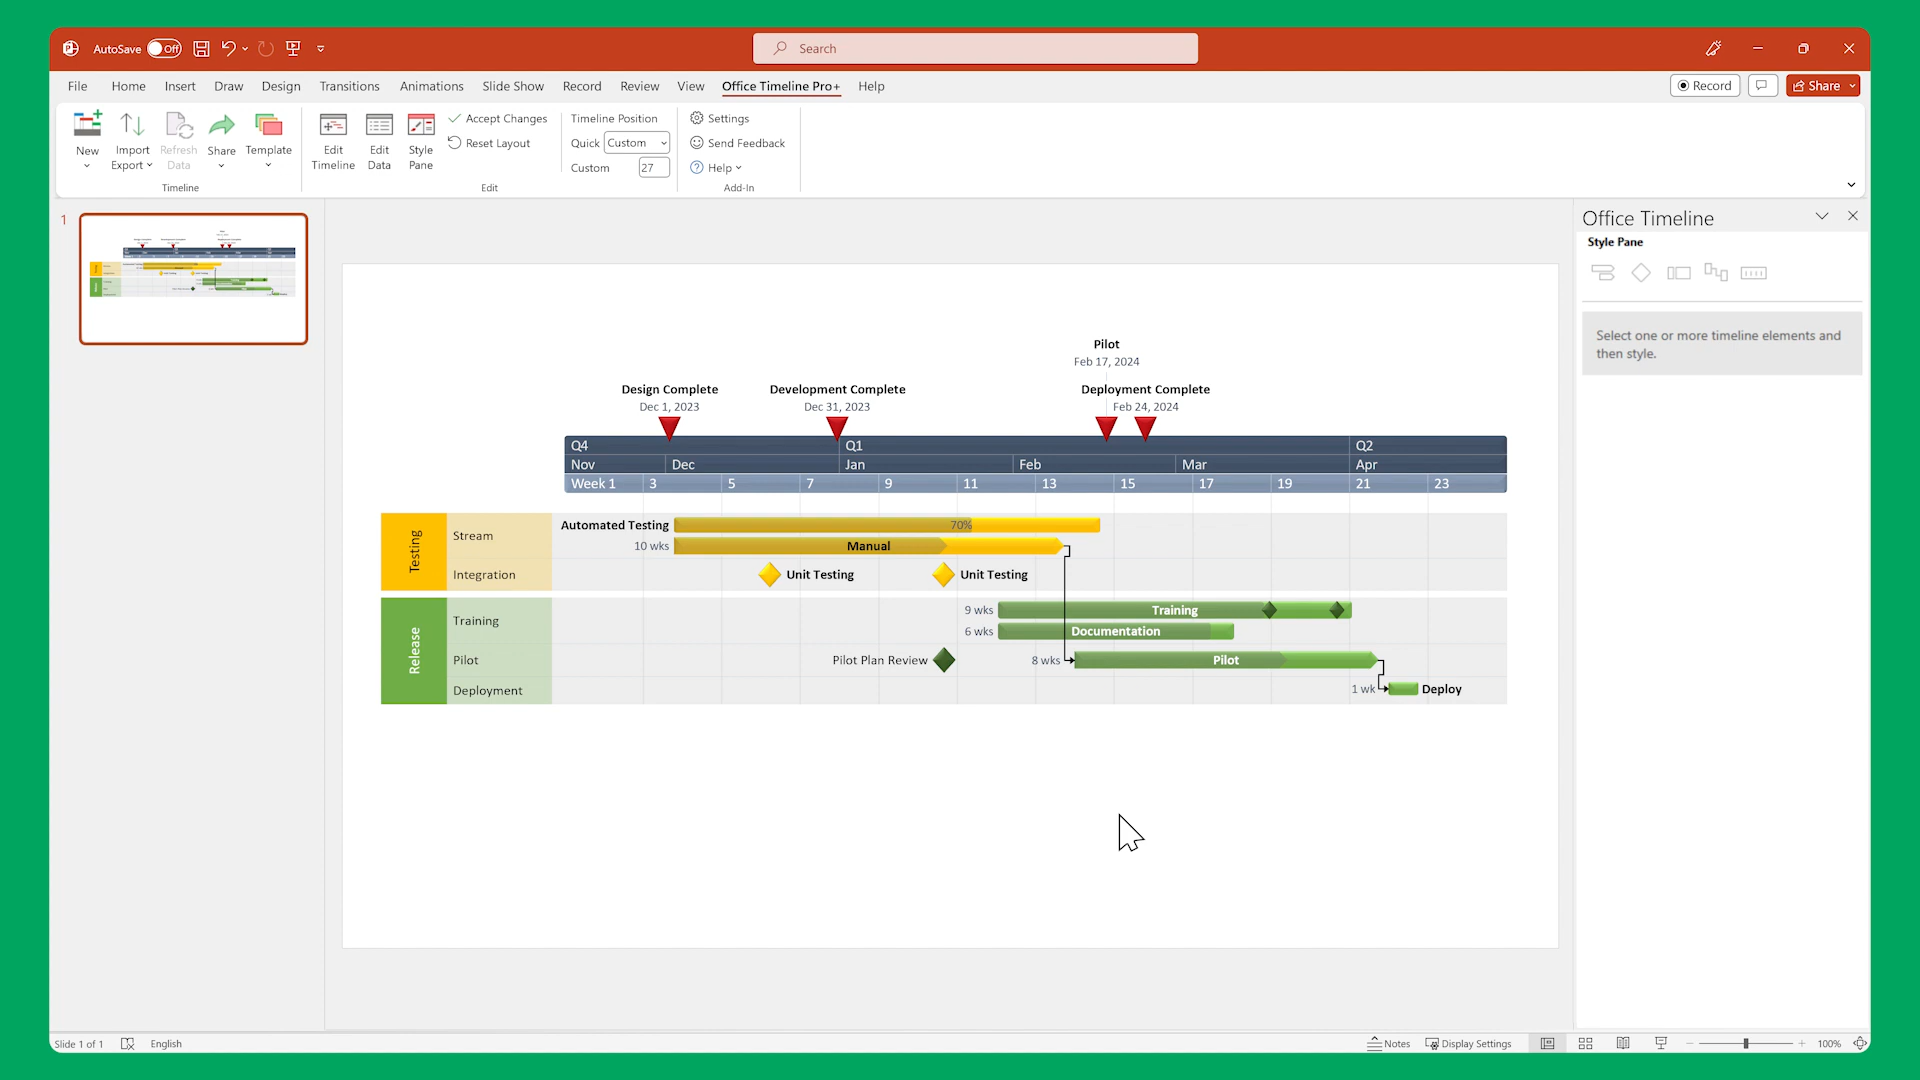 AutoSave Off
Search
File Home Insert Draw Design Transitions Animations Slide Show Record Review View Office Timeline Pro+ Help
Record Share
New
Import Export
Refresh Data
Share
Template
Timeline
Edit Timeline
Edit Data
Style Pane
Accept Changes
Reset Layout
Edit
Timeline Position
Quick Custom
Custom 27
Settings
Send Feedback
Help
Add-In
1
Office Timeline
Style Pane
Select one or more timeline elements and
then style.
Pilot
Feb 17, 2024
Design Complete
Dec 1, 2023
Development Complete
Dec 31, 2023
Deployment Complete
Feb 24, 2024
Q4 Q1 Q2
Nov Dec Jan Feb Mar Apr
Week 1 3 5 7 9 11 13 15 17 19 21 23
Testing
Stream
Automated Testing 70%
10 wks Manual
Integration
Unit Testing Unit Testing
Release
Training
9 wks Training
6 wks Documentation
Pilot
Pilot Plan Review 8 wks Pilot
Deployment
1 wk Deploy
Slide 1 of 1 English Notes Display Settings 100%